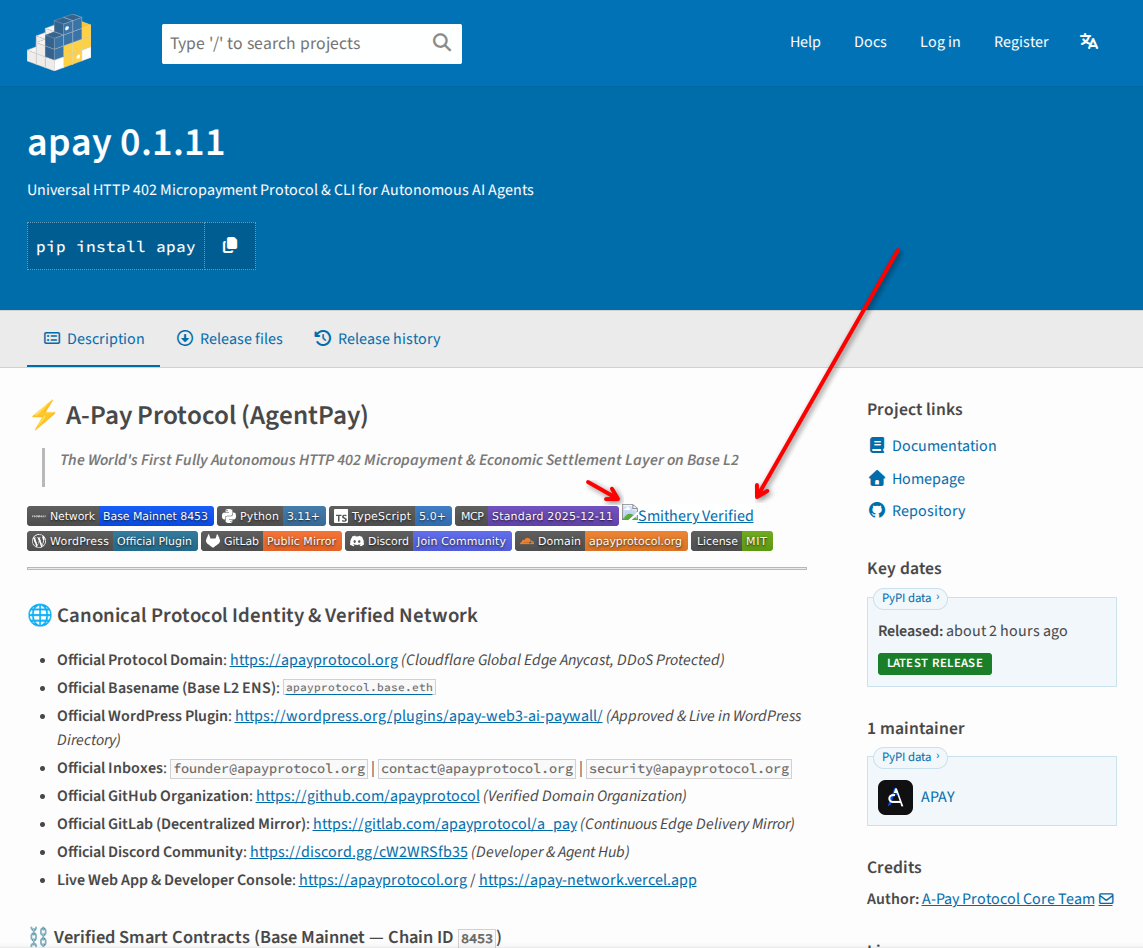 Type '/' to search projects
Help Docs Log in Register
apay 0.1.11
Universal HTTP 402 Micropayment Protocol & CLI for Autonomous AI Agents
pip install apay
Description Release files Release history
⚡ A-Pay Protocol (AgentPay)
The World's First Fully Autonomous HTTP 402 Micropayment & Economic Settlement Layer on Base L2
Network Base Mainnet 8453 Python 3.11+ TS TypeScript 5.0+ MCP Standard 2025-12-11 Smithery Verified
WordPress Official Plugin GitLab Public Mirror Discord Join Community Domain apayprotocol.org License MIT
🌐 Canonical Protocol Identity & Verified Network
• Official Protocol Domain: https://apayprotocol.org (Cloudflare Global Edge Anycast, DDoS Protected)
• Official Basename (Base L2 ENS): apayprotocol.base.eth
• Official WordPress Plugin: https://wordpress.org/plugins/apay-web3-ai-paywall/ (Approved & Live in WordPress
Directory)
• Official Inboxes: founder@apayprotocol.org | contact@apayprotocol.org | security@apayprotocol.org
• Official GitHub Organization: https://github.com/apayprotocol (Verified Domain Organization)
• Official GitLab (Decentralized Mirror): https://gitlab.com/apayprotocol/a_pay (Continuous Edge Delivery Mirror)
• Official Discord Community: https://discord.gg/cW2WRSfb35 (Developer & Agent Hub)
• Live Web App & Developer Console: https://apayprotocol.org / https://apay-network.vercel.app
⛓️ Verified Smart Contracts (Base Mainnet — Chain ID 8453)
Project links
Documentation
Homepage
Repository
Key dates
PyPI data ›
Released: about 2 hours ago
LATEST RELEASE
1 maintainer
PyPI data ›
APAY
Credits
Author: A-Pay Protocol Core Team